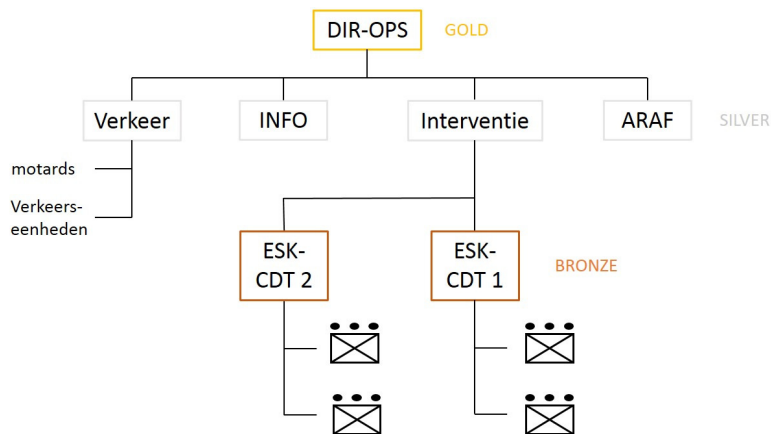 DIR-OPS
GOLD
Verkeer
INFO
Interventie
ARAF
SILVER
motards
Verkeers-
eenheden
ESK-
CDT 2
ESK-
CDT 1
BRONZE